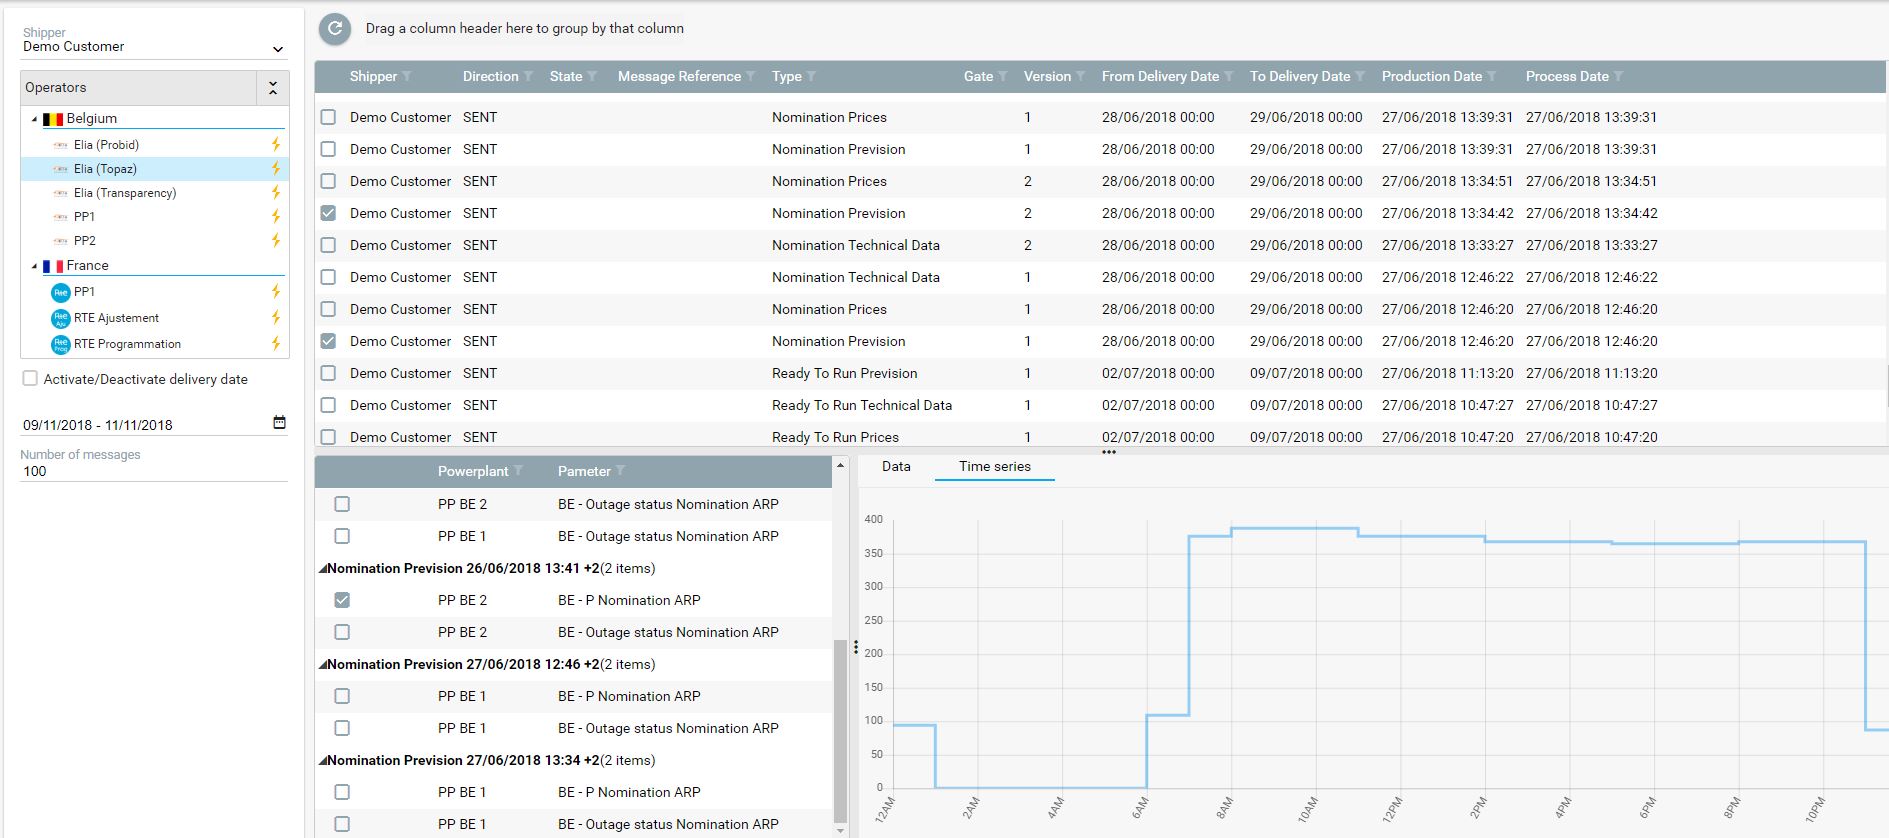 Shipper
Demo Customer
Operators
Belgium
Elia (Probid)
Elia (Topaz)
Elia (Transparency)
PP1
PP2
France
PP1
RTE Ajustement
RTE Programmation
Activate/Deactivate delivery date
09/11/2018 - 11/11/2018
Number of messages
100
Drag a column header here to group by that column
Shipper Direction State Message Reference Type Gate Version From Delivery Date To Delivery Date Production Date Process Date
Demo Customer SENT Nomination Prices 1 28/06/2018 00:00 29/06/2018 00:00 27/06/2018 13:39:31 27/06/2018 13:39:31
Demo Customer SENT Nomination Prevision 1 28/06/2018 00:00 29/06/2018 00:00 27/06/2018 13:39:31 27/06/2018 13:39:31
Demo Customer SENT Nomination Prices 2 28/06/2018 00:00 29/06/2018 00:00 27/06/2018 13:34:51 27/06/2018 13:34:51
Demo Customer SENT Nomination Prevision 2 28/06/2018 00:00 29/06/2018 00:00 27/06/2018 13:34:42 27/06/2018 13:34:42
Demo Customer SENT Nomination Technical Data 2 28/06/2018 00:00 29/06/2018 00:00 27/06/2018 13:33:27 27/06/2018 13:33:27
Demo Customer SENT Nomination Technical Data 1 28/06/2018 00:00 29/06/2018 00:00 27/06/2018 12:46:22 27/06/2018 12:46:22
Demo Customer SENT Nomination Prices 1 28/06/2018 00:00 29/06/2018 00:00 27/06/2018 12:46:20 27/06/2018 12:46:20
Demo Customer SENT Nomination Prevision 1 28/06/2018 00:00 29/06/2018 00:00 27/06/2018 12:46:20 27/06/2018 12:46:20
Demo Customer SENT Ready To Run Prevision 1 02/07/2018 00:00 09/07/2018 00:00 27/06/2018 11:13:20 27/06/2018 11:13:20
Demo Customer SENT Ready To Run Technical Data 1 02/07/2018 00:00 09/07/2018 00:00 27/06/2018 10:47:27 27/06/2018 10:47:27
Demo Customer SENT Ready To Run Prices 1 02/07/2018 00:00 09/07/2018 00:00 27/06/2018 10:47:20 27/06/2018 10:47:20
Powerplant Pameter
PP BE 2 BE - Outage status Nomination ARP
PP BE 1 BE - Outage status Nomination ARP
Nomination Prevision 26/06/2018 13:41 +2(2 items)
PP BE 2 BE - P Nomination ARP
PP BE 2 BE - Outage status Nomination ARP
Nomination Prevision 27/06/2018 12:46 +2(2 items)
PP BE 1 BE - P Nomination ARP
PP BE 1 BE - Outage status Nomination ARP
Nomination Prevision 27/06/2018 13:34 +2(2 items)
PP BE 1 BE - P Nomination ARP
PP BE 1 BE - Outage status Nomination ARP
Data Time series
400
350
300
250
200
150
100
50
0
12AM 2AM 4AM 6AM 8AM 10AM 12PM 2PM 4PM 6PM 8PM 10PM